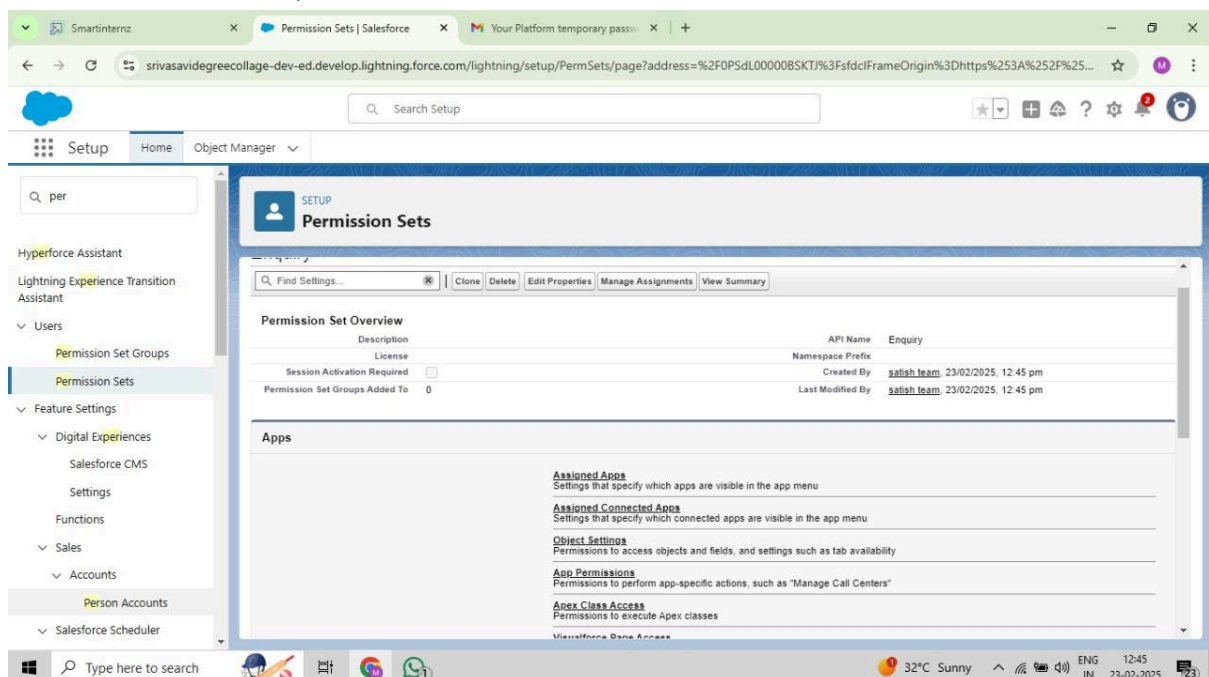 Smartinternz
Permission Sets | Salesforce
Your Platform temporary passw
srivasavidegreecollage-dev-ed.develop.lightning.force.com/lightning/setup/PermSets/page?address=%2F0PSdL00000BSKTJ%3FsfdcIFrameOrigin%3Dhttps%253A%252F%25...
M
Search Setup
2
Setup
Home
Object Manager
per
SETUP
Permission Sets
Hyperforce Assistant
Lightning Experience Transition
Assistant
Users
Permission Set Groups
Permission Sets
Feature Settings
Digital Experiences
Salesforce CMS
Settings
Functions
Sales
Accounts
Person Accounts
Salesforce Scheduler
Enquiry
Find Settings...
Clone Delete Edit Properties Manage Assignments View Summary
Permission Set Overview
Description API Name Enquiry
License Namespace Prefix
Session Activation Required Created By satish team, 23/02/2025, 12:45 pm
Permission Set Groups Added To 0 Last Modified By satish team, 23/02/2025, 12:45 pm
Apps
Assigned Apps
Settings that specify which apps are visible in the app menu
Assigned Connected Apps
Settings that specify which connected apps are visible in the app menu
Object Settings
Permissions to access objects and fields, and settings such as tab availability
App Permissions
Permissions to perform app-specific actions, such as "Manage Call Centers"
Apex Class Access
Permissions to execute Apex classes
Visualforce Page Access
Type here to search
32°C Sunny
ENG
IN
12:45
23-02-2025
23